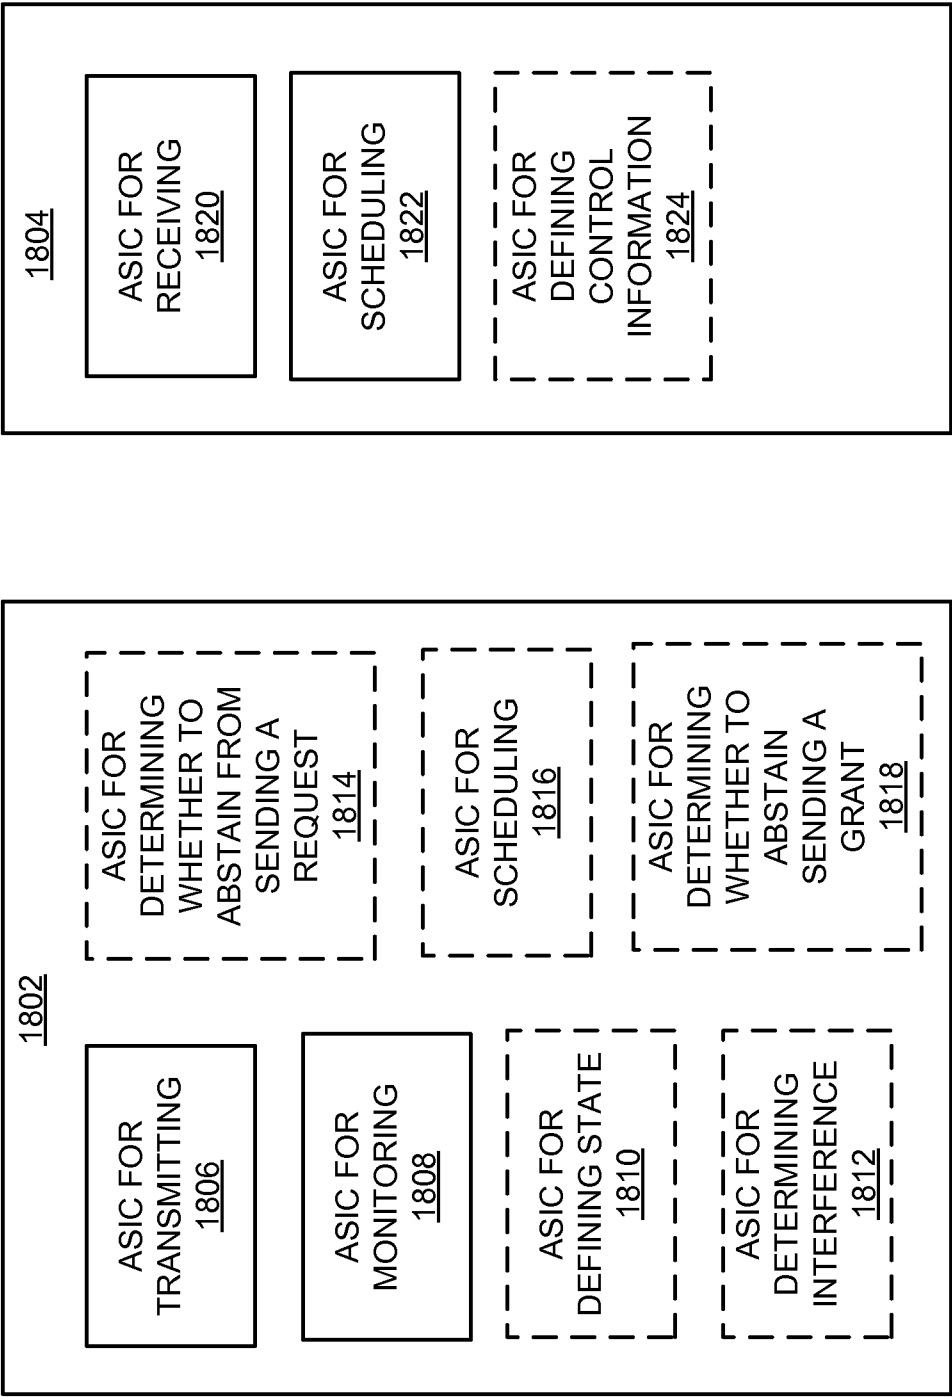 1802
ASIC FOR
TRANSMITTING
1806
ASIC FOR
MONITORING
1808
ASIC FOR
DEFINING STATE
1810
ASIC FOR
DETERMINING
INTERFERENCE
1812
ASIC FOR
DETERMINING
WHETHER TO
ABSTAIN FROM
SENDING A
REQUEST
1814
ASIC FOR
SCHEDULING
1816
ASIC FOR
DETERMINING
WHETHER TO
ABSTAIN
SENDING A
GRANT
1818
1804
ASIC FOR
RECEIVING
1820
ASIC FOR
SCHEDULING
1822
ASIC FOR
DEFINING
CONTROL
INFORMATION
1824